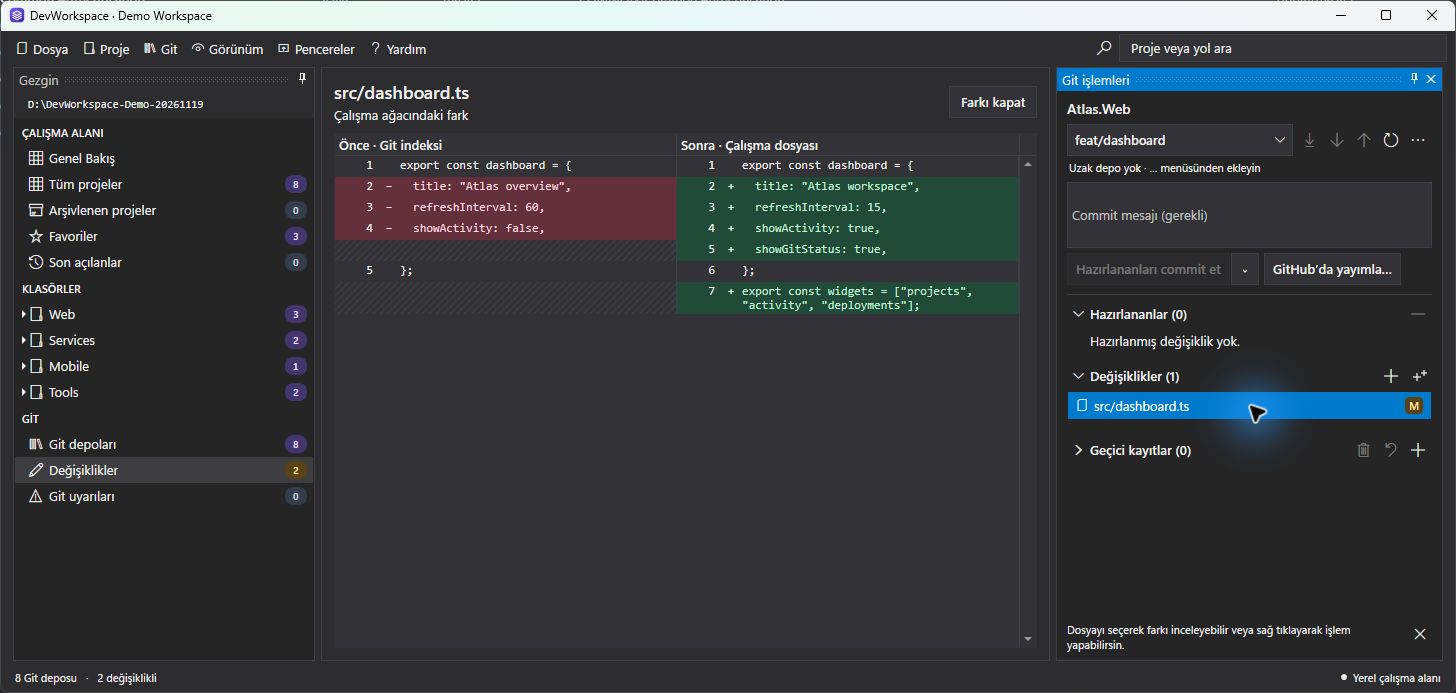 DevWorkspace · Demo Workspace
Dosya Proje Git Görünüm Pencereler Yardım
Proje veya yol ara
Gezgin
D:\DevWorkspace-Demo-20261119
ÇALIŞMA ALANI
Genel Bakış
Tüm projeler 8
Arşivlenen projeler 0
Favoriler 3
Son açılanlar 0
KLASÖRLER
Web 3
Services 2
Mobile 1
Tools 2
GİT
Git depoları 8
Değişiklikler 2
Git uyarıları 0
src/dashboard.ts
Çalışma ağacındaki fark
Farkı kapat
Önce · Git indeksi
1 export const dashboard = {
2 - title: "Atlas overview",
3 - refreshInterval: 60,
4 - showActivity: false,
5 };
Sonra · Çalışma dosyası
1 export const dashboard = {
2 + title: "Atlas workspace",
3 + refreshInterval: 15,
4 + showActivity: true,
5 + showGitStatus: true,
6 };
7 + export const widgets = ["projects",
"activity", "deployments"];
Git işlemleri
Atlas.Web
feat/dashboard
Uzak depo yok · ... menüsünden ekleyin
Commit mesajı (gerekli)
Hazırlananları commit et
GitHub'da yayımla...
Hazırlananlar (0)
Hazırlanmış değişiklik yok.
Değişiklikler (1)
src/dashboard.ts M
Geçici kayıtlar (0)
Dosyayı seçerek farkı inceleyebilir veya sağ tıklayarak işlem
yapabilirsin.
8 Git deposu · 2 değişiklikli
Yerel çalışma alanı